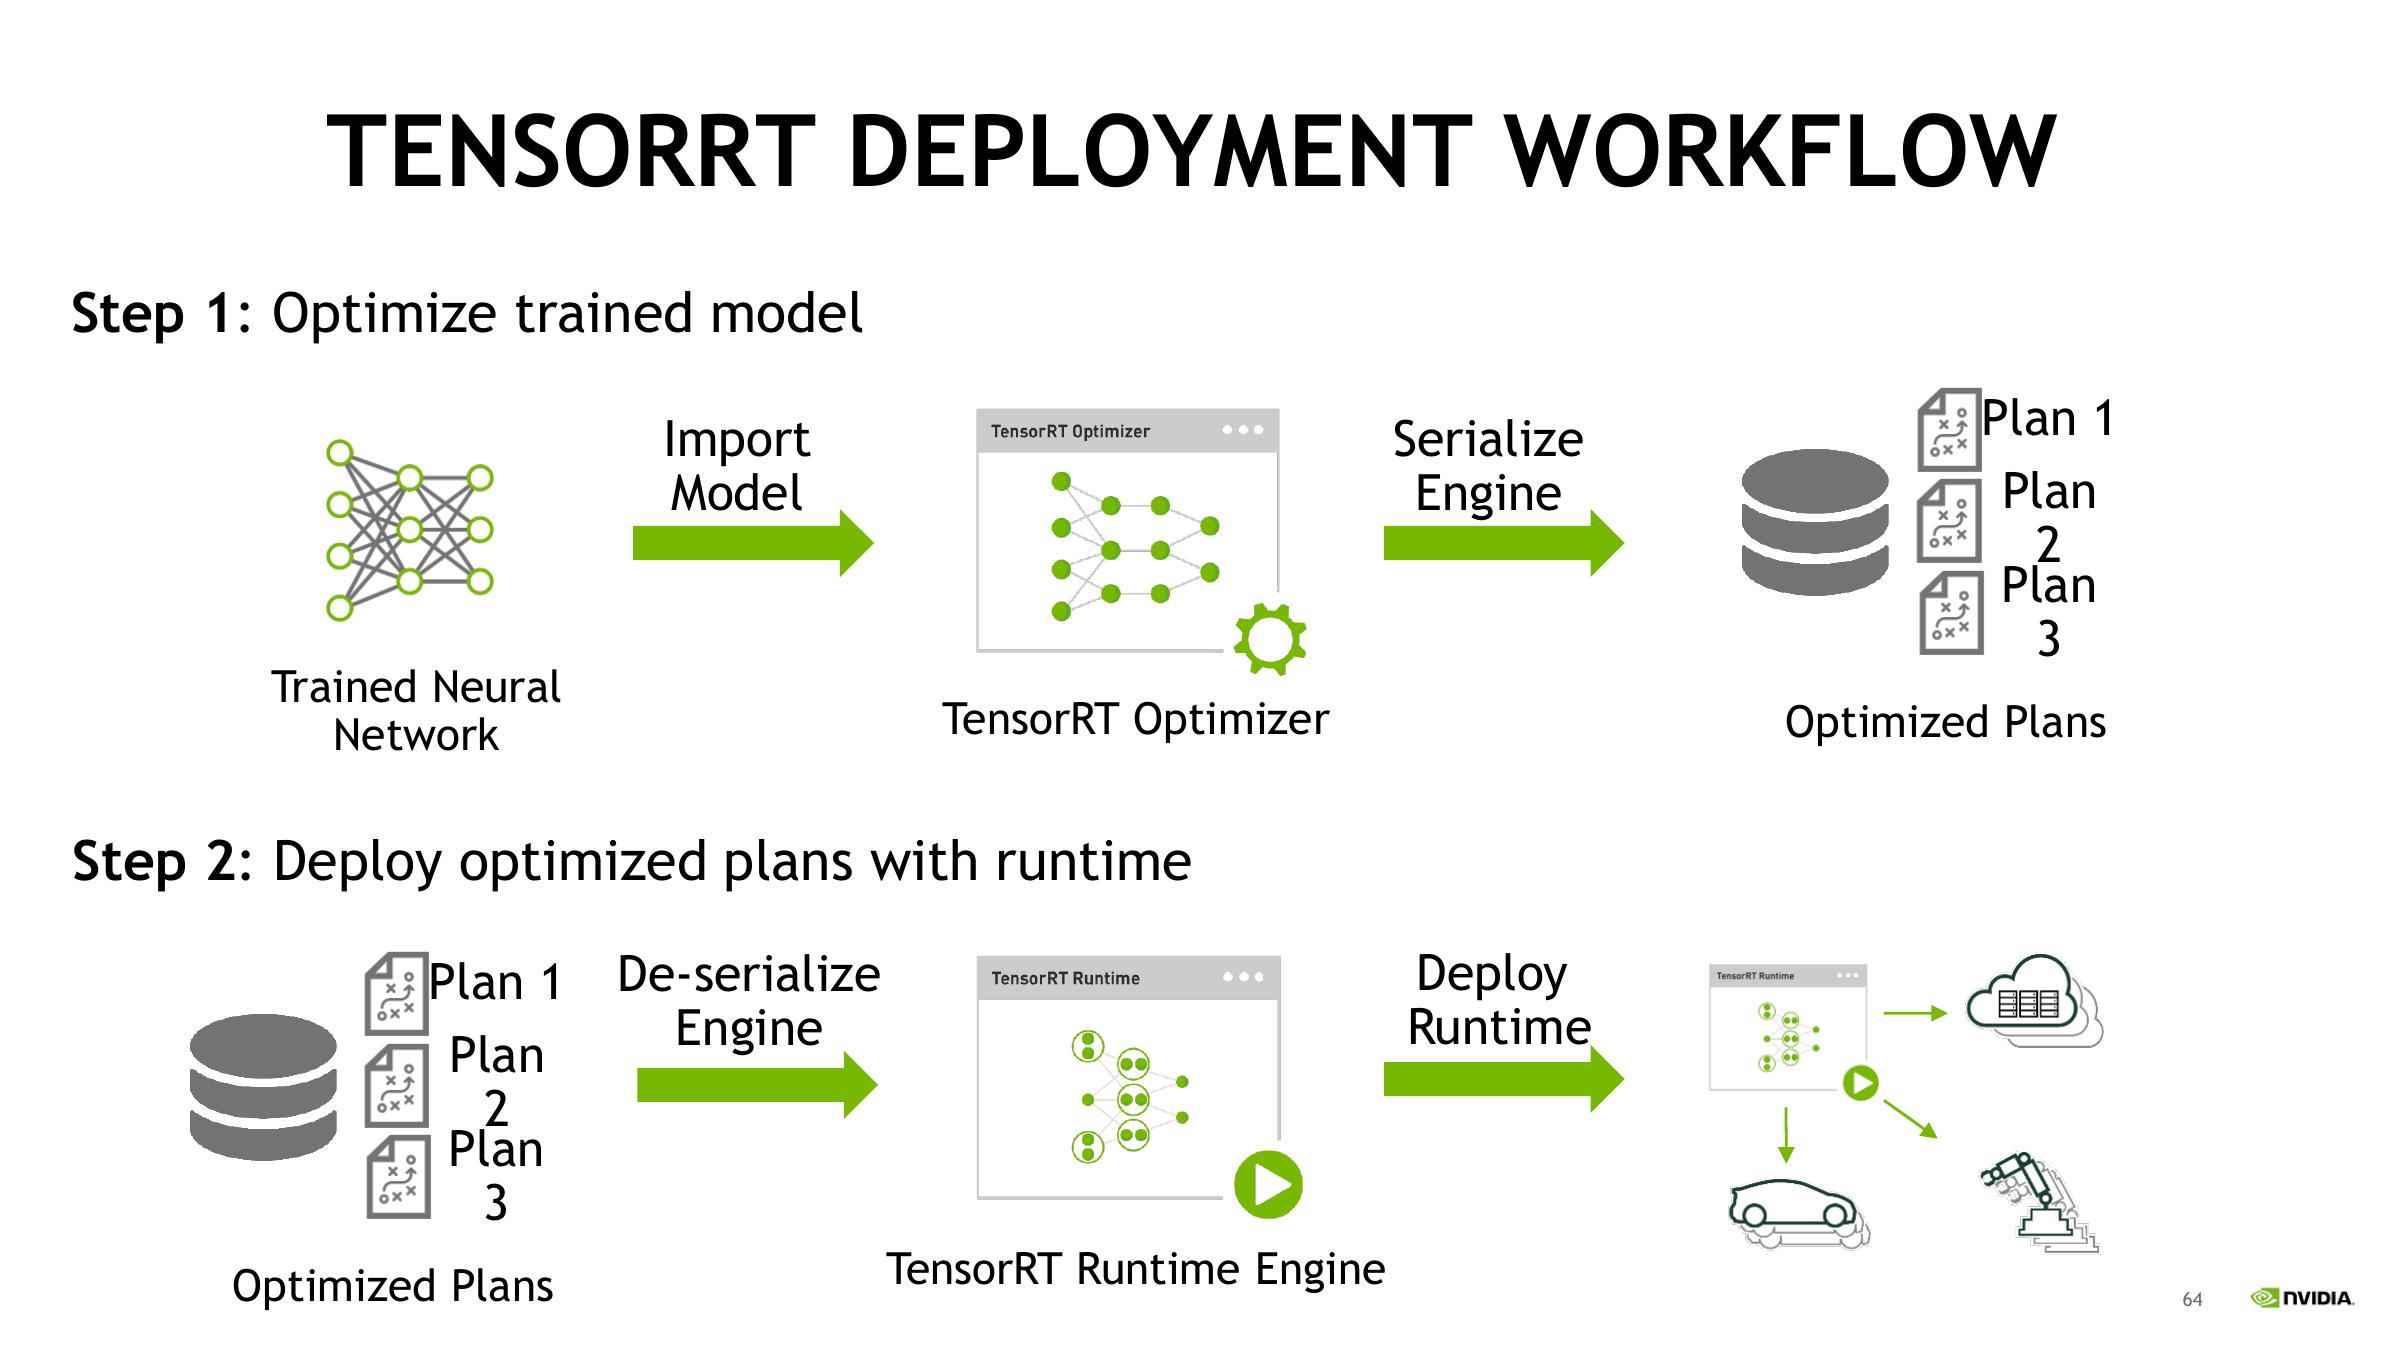 TENSORRT DEPLOYMENT WORKFLOW
Step 1: Optimize trained model
Import
Model
TensorRT Optimizer
Serialize
Engine
Plan 1
Plan
2
Plan
3
Trained Neural
Network
TensorRT Optimizer
Optimized Plans
Step 2: Deploy optimized plans with runtime
Plan 1
Plan
2
Plan
3
De-serialize
Engine
TensorRT Runtime
Deploy
Runtime
TensorRT Runtime
Optimized Plans
TensorRT Runtime Engine
64
NVIDIA.